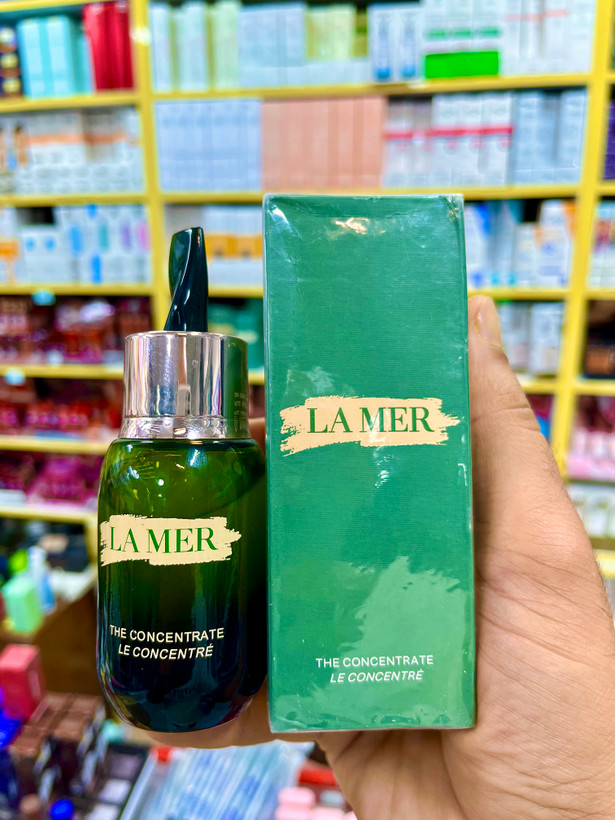 LA MER
THE CONCENTRATE
LE CONCENTRÉ
LA MER
THE CONCENTRATE
LE CONCENTRÉ